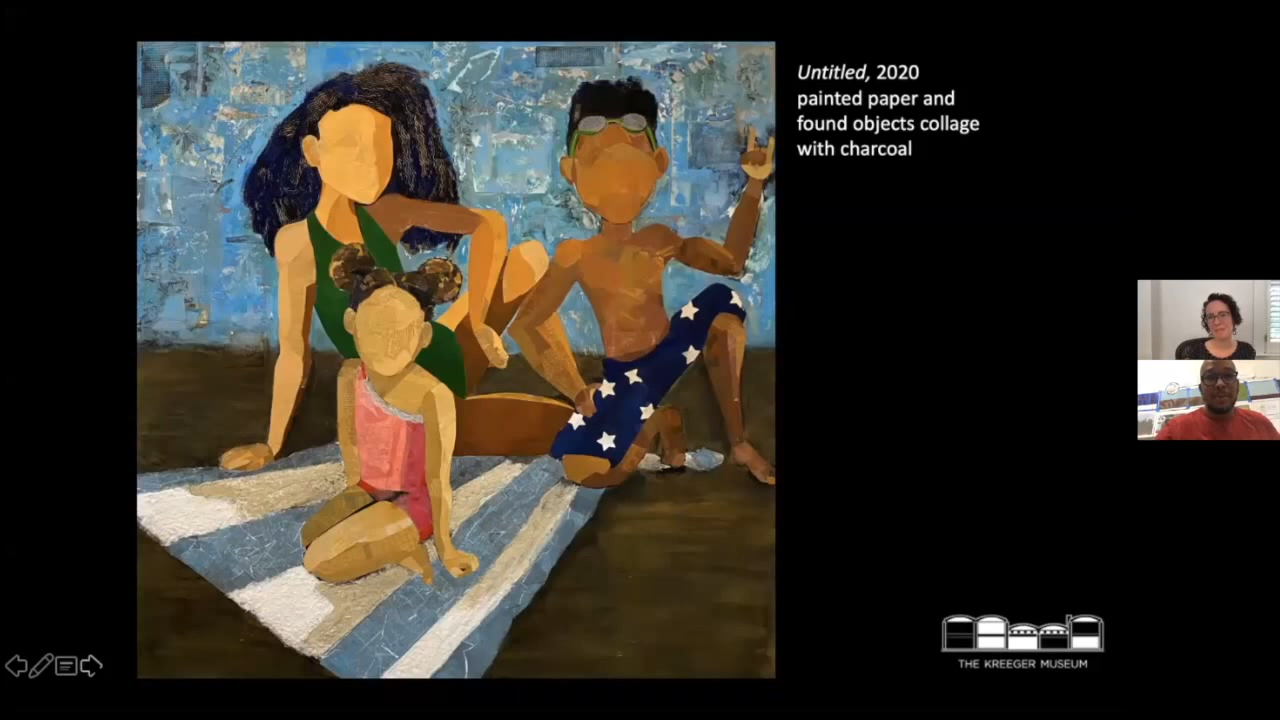 Untitled, 2020
painted paper and
found objects collage
with charcoal
THE KREEGER MUSEUM